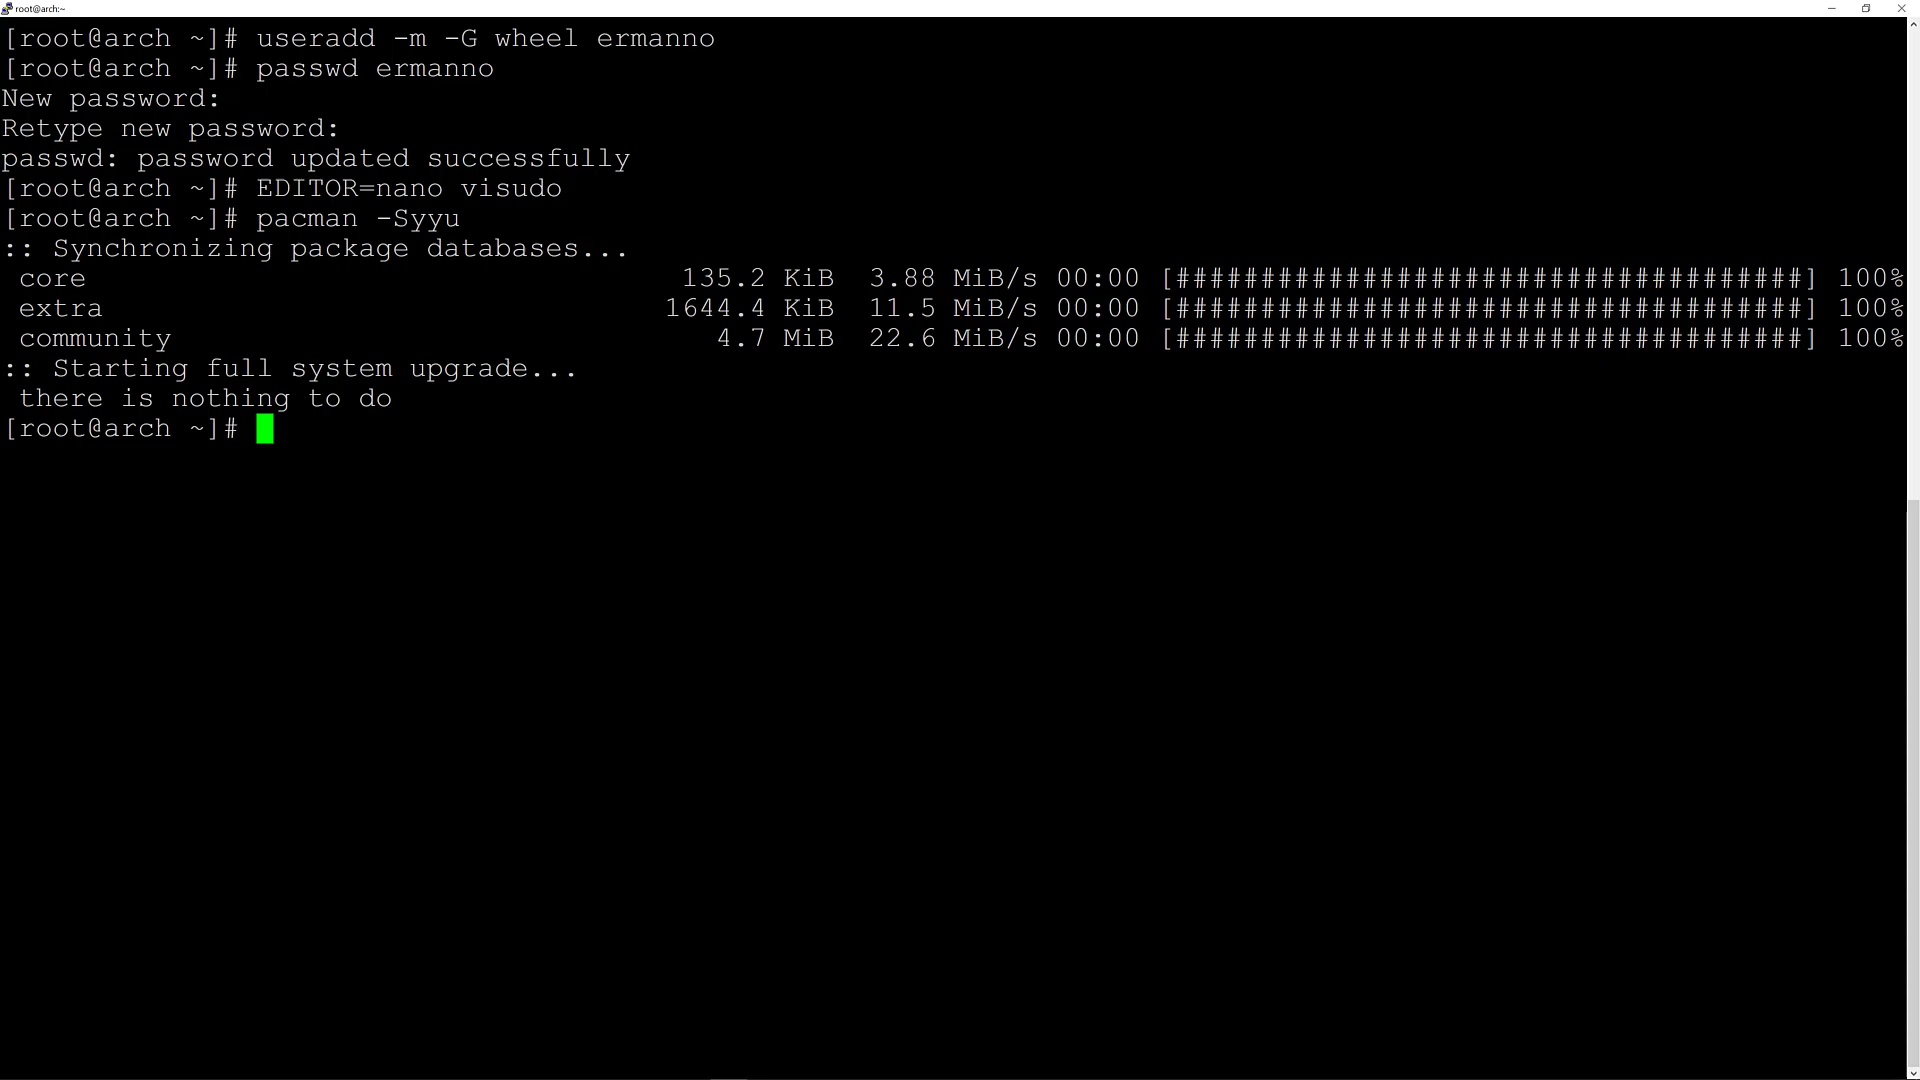 root@arch:~
[root@arch ~]# useradd -m -G wheel ermanno
[root@arch ~]# passwd ermanno
New password:
Retype new password:
passwd: password updated successfully
[root@arch ~]# EDITOR=nano visudo
[root@arch ~]# pacman -Syyu
:: Synchronizing package databases...
 core 135.2 KiB 3.88 MiB/s 00:00 [#####################################] 100%
 extra 1644.4 KiB 11.5 MiB/s 00:00 [#####################################] 100%
 community 4.7 MiB 22.6 MiB/s 00:00 [#####################################] 100%
:: Starting full system upgrade...
 there is nothing to do
[root@arch ~]#